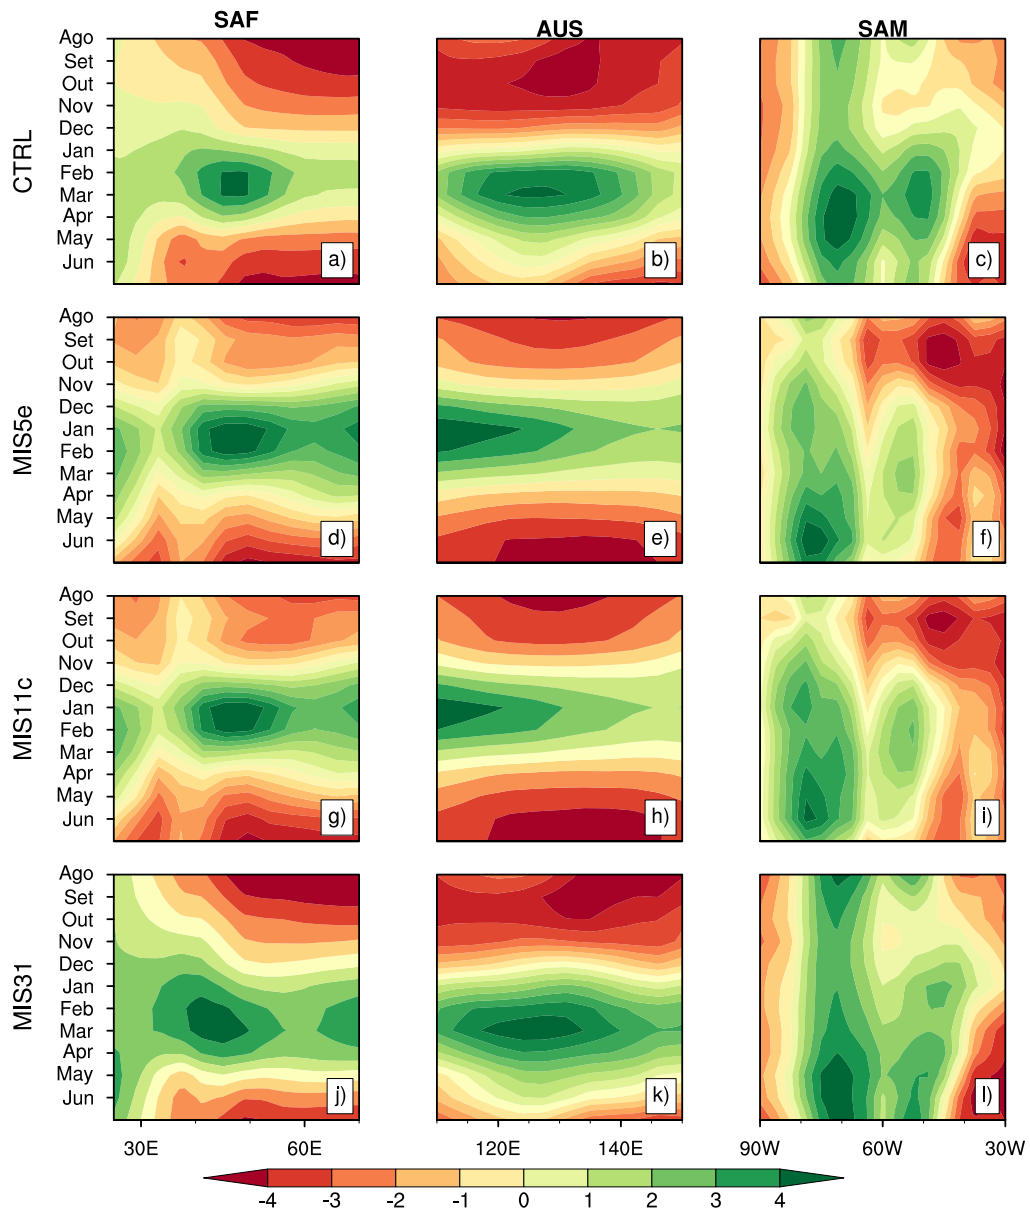 SAF AUS SAM
CTRL
Ago
Set
Out
Nov
Dec
Jan
Feb
Mar
Apr
May
Jun
a) b) c)
MIS5e
Ago
Set
Out
Nov
Dec
Jan
Feb
Mar
Apr
May
Jun
d) e) f)
MIS11c
Ago
Set
Out
Nov
Dec
Jan
Feb
Mar
Apr
May
Jun
g) h) i)
MIS31
Ago
Set
Out
Nov
Dec
Jan
Feb
Mar
Apr
May
Jun
j) k) l)
30E 60E 120E 140E 90W 60W 30W
-4 -3 -2 -1 0 1 2 3 4